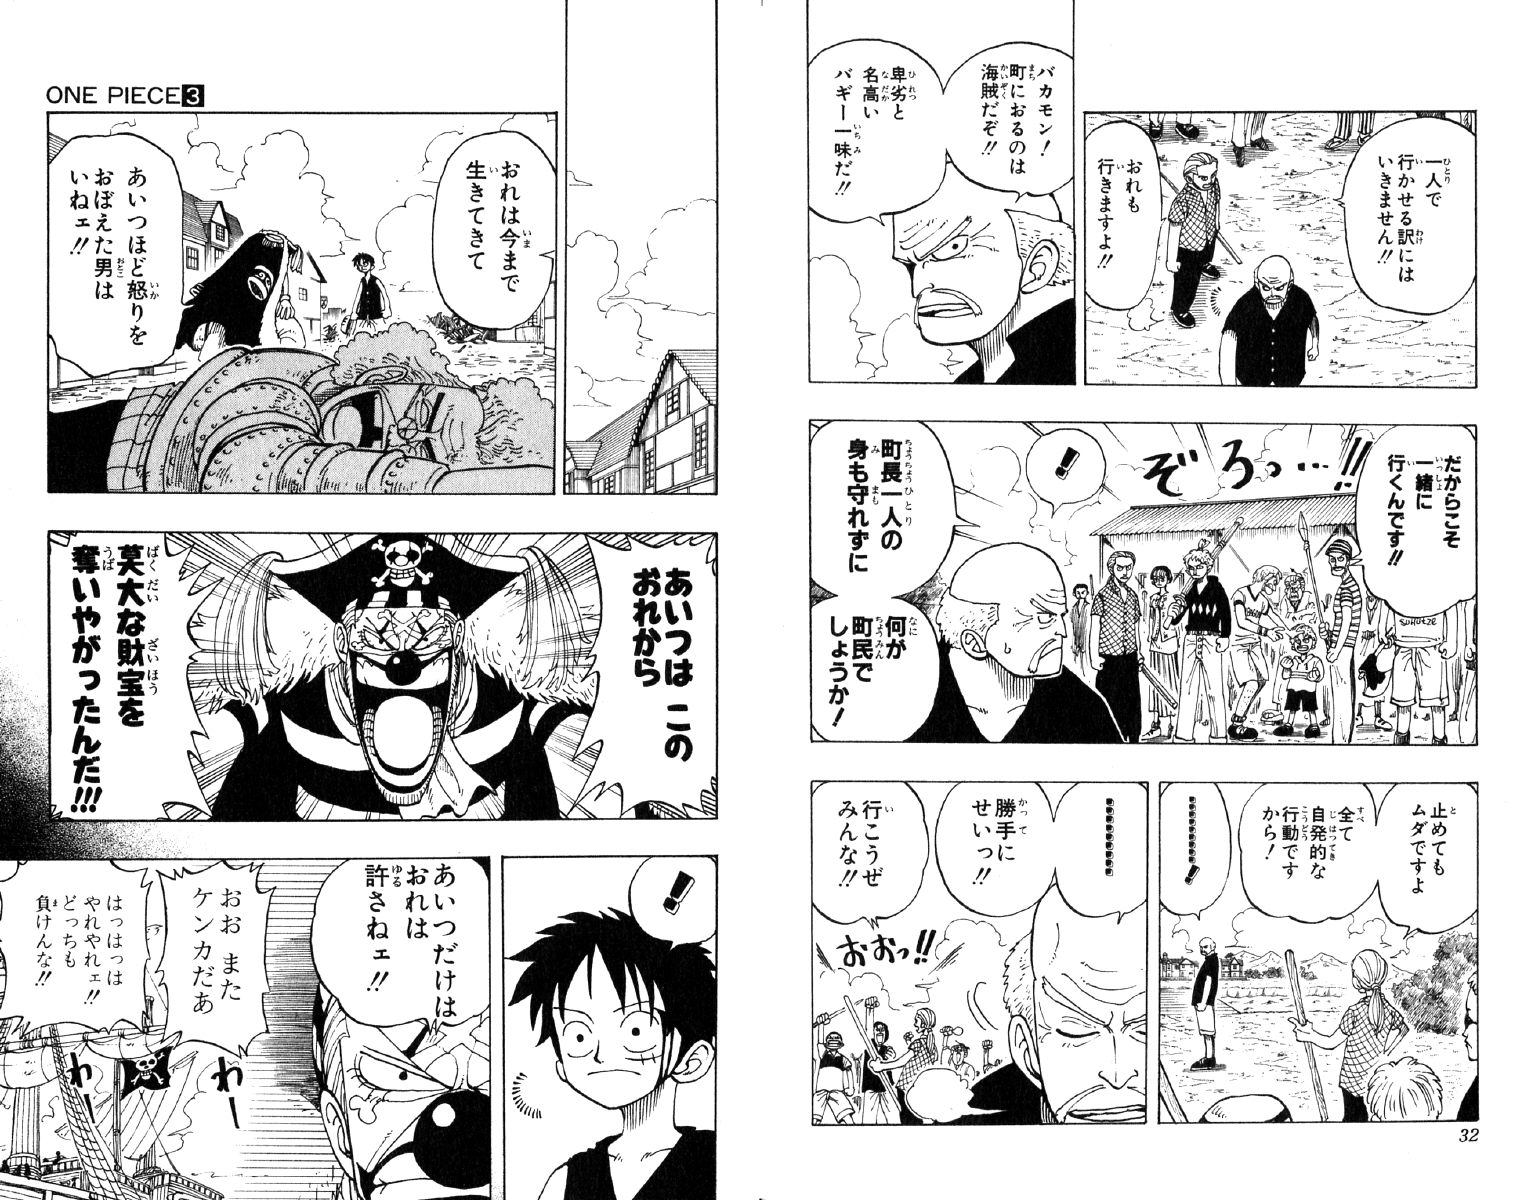 一人で
行かせる訳には
いきません!!
おれも
行きますよ!!
バカモン!
町におるのは
海賊だぞ!!
卑劣と
名高い
バギー一味だ!!
だからこそ
一緒に
行くんです!!
ぞろっ…!!
!
町長一人の
身も守れずに
何が
町民で
しょうか!
止めても
ムダですよ
全て
自発的な
行動です
から!
………!
………
勝手に
せいっ!!
行こうぜ
みんな!!
おおっ!!
32
ONE PIECE 3
おれは今まで
生きてきて
あいつほど怒りを
おぼえた男は
いねェ!!
あいつは この
おれから
莫大な財宝を
奪いやがったんだ!!!
!
あいつだけは
おれは
許さねェ!!
おお また
ケンカだあ
はっはっは
やれやれェ!!
どっちも
負けんな!!
わー
わー